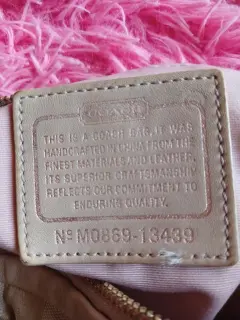 COACH
THIS IS A COACH BAG. IT WAS
HANDCRAFTED IN CHINA FROM THE
FINEST MATERIALS AND LEATHER.
ITS SUPERIOR CRAFTSMANSHIP
REFLECTS OUR COMMITMENT TO
ENDURING QUALITY.
Nº M0869-13439